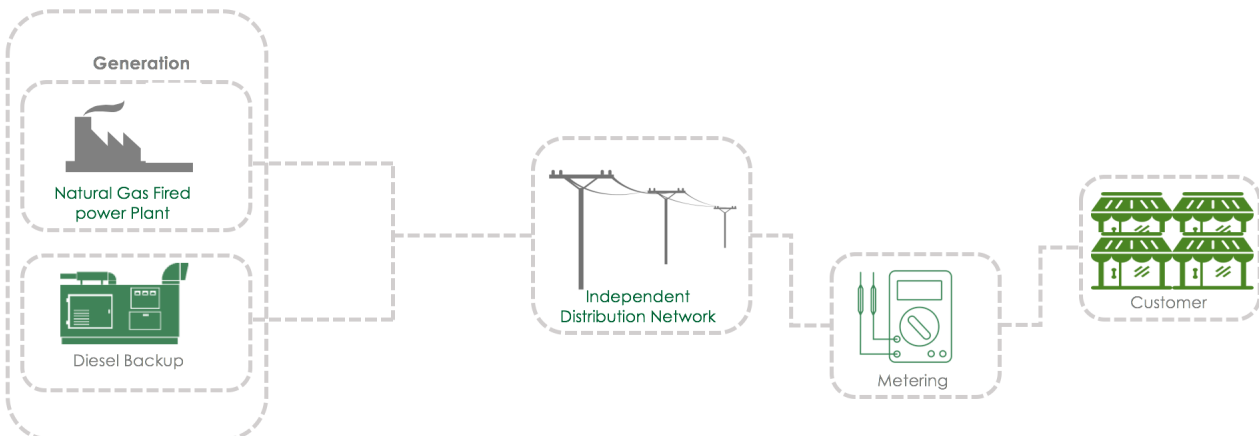 Generation
Natural Gas Fired
power Plant
Diesel Backup
Independent
Distribution Network
Metering
Customer